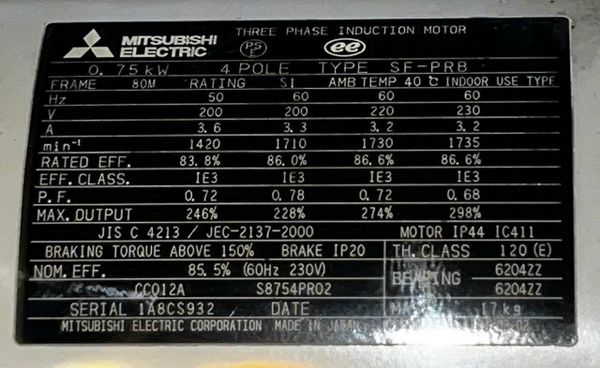 MITSUBISHI ELECTRIC THREE PHASE INDUCTION MOTOR
PS E ee
0.75kW 4 POLE TYPE SF-PRB
FRAME 80M RATING S1 AMB TEMP 40℃ INDOOR USE TYPE
Hz 50 60 60 60
V 200 200 220 230
A 3.6 3.3 3.2 3.2
min⁻¹ 1420 1710 1730 1735
RATED EFF. 83.8% 86.0% 86.6% 86.6%
EFF.CLASS. IE3 IE3 IE3 IE3
P.F. 0.72 0.78 0.72 0.68
MAX.OUTPUT 246% 228% 274% 298%
JIS C 4213 / JEC-2137-2000 MOTOR IP44 IC411
BRAKING TORQUE ABOVE 150% BRAKE IP20 TH.CLASS 120(E)
NOM.EFF. 85.5% (60Hz 230V) BEARING 6204ZZ
CC012A S8754PR02 6204ZZ
SERIAL 1A8CS932 DATE 17kg
MITSUBISHI ELECTRIC CORPORATION MADE IN JAPAN